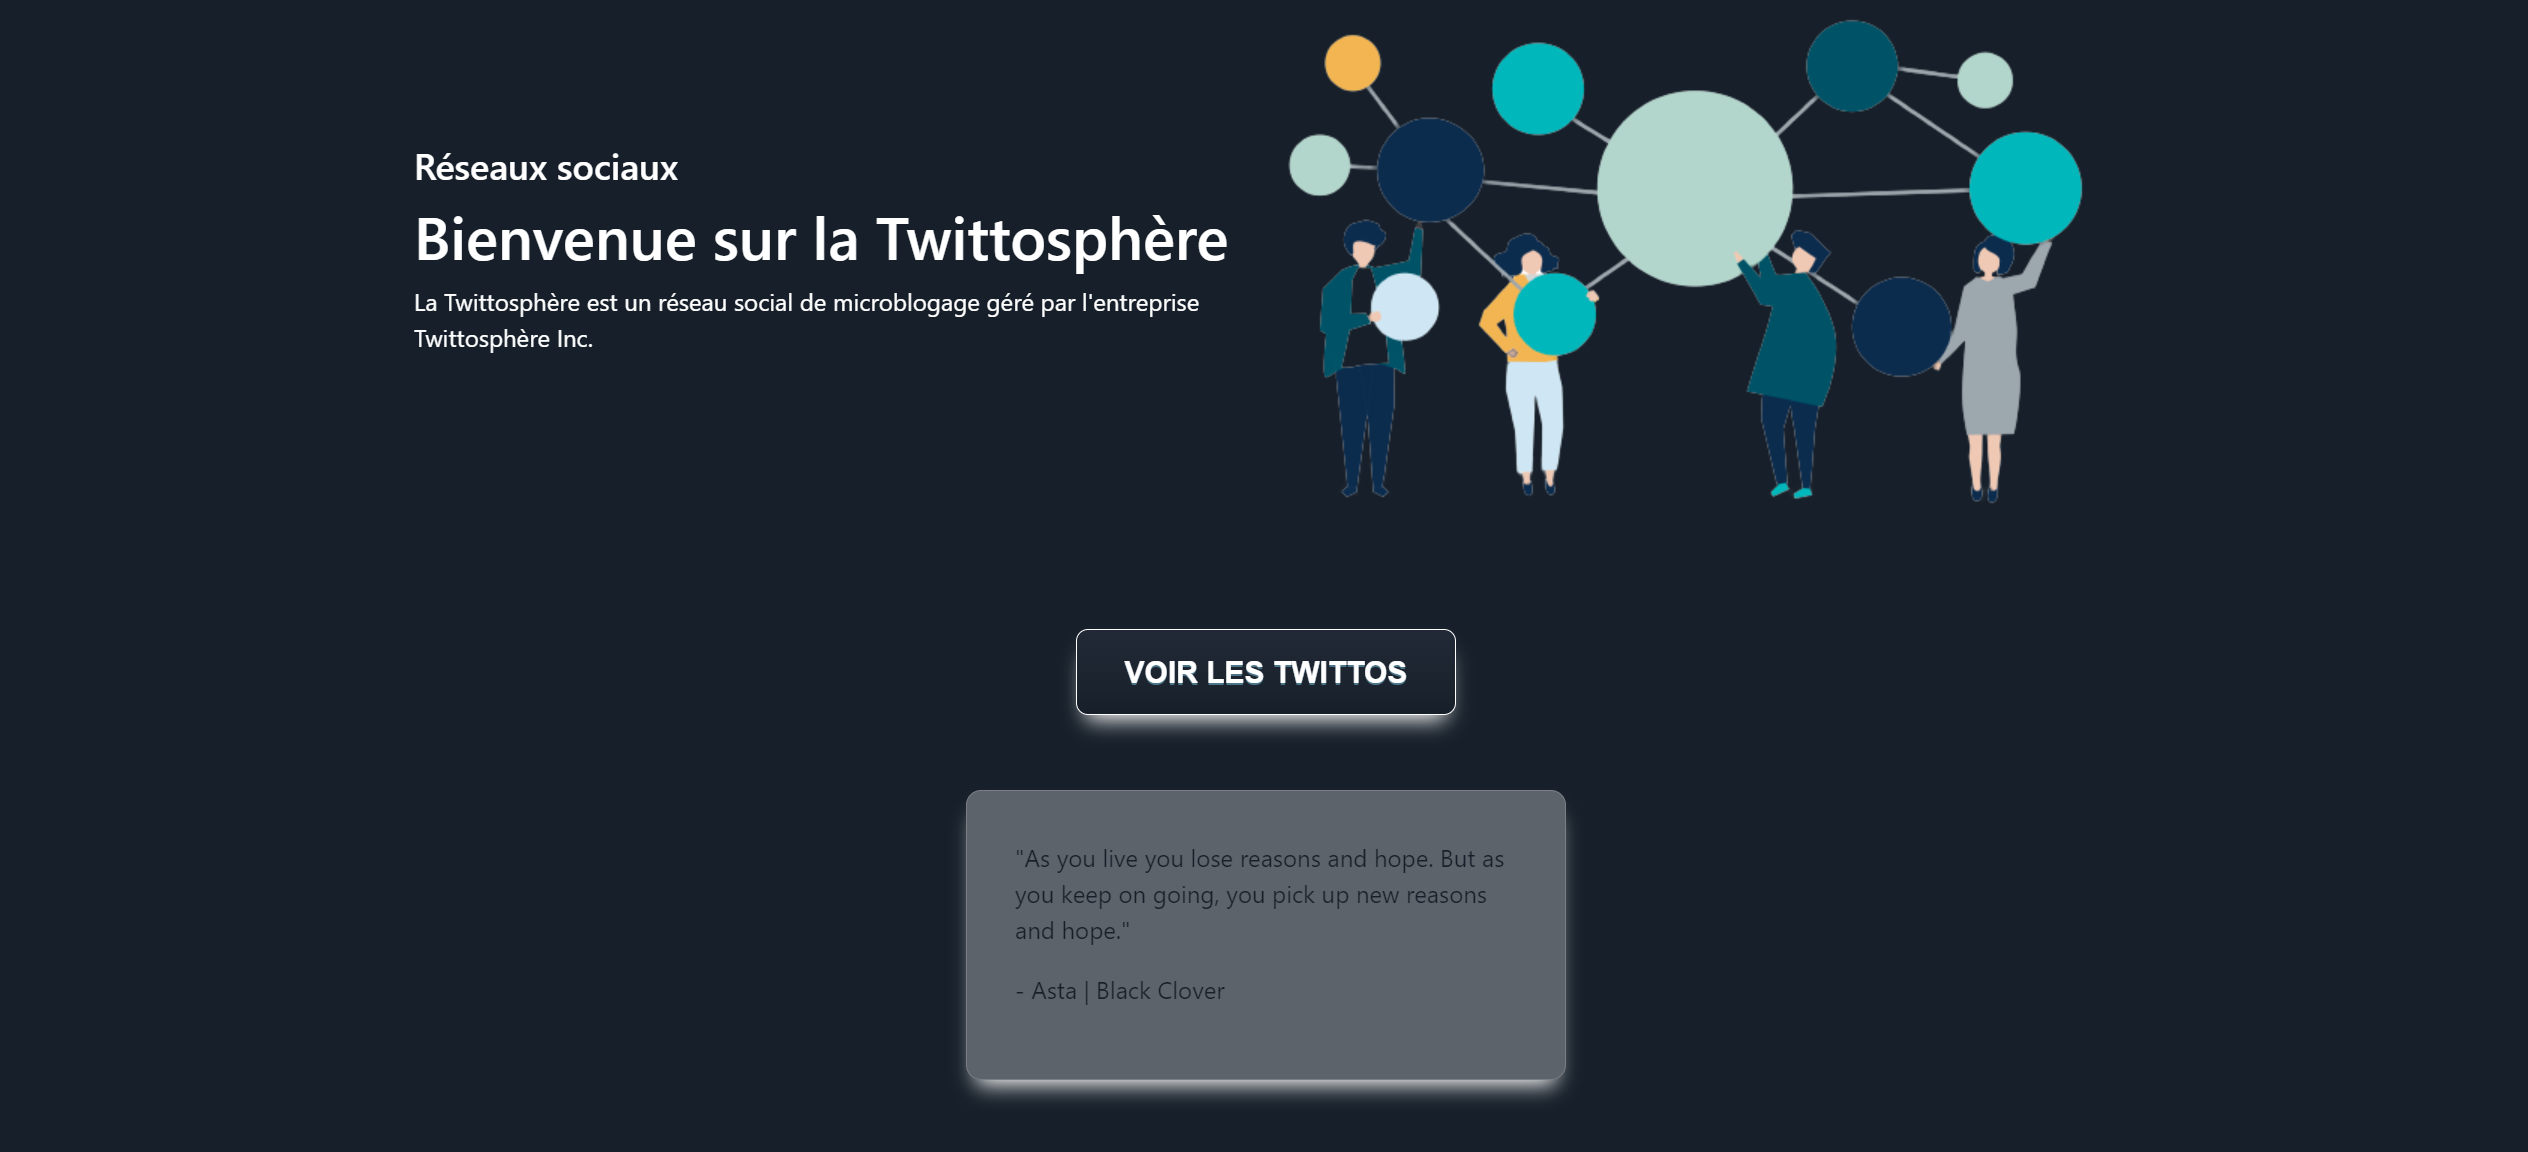 Réseaux sociaux
Bienvenue sur la Twittosphère
La Twittosphère est un réseau social de microblogage géré par l'entreprise
Twittosphère Inc.
VOIR LES TWITTOS
"As you live you lose reasons and hope. But as
you keep on going, you pick up new reasons
and hope."
- Asta | Black Clover